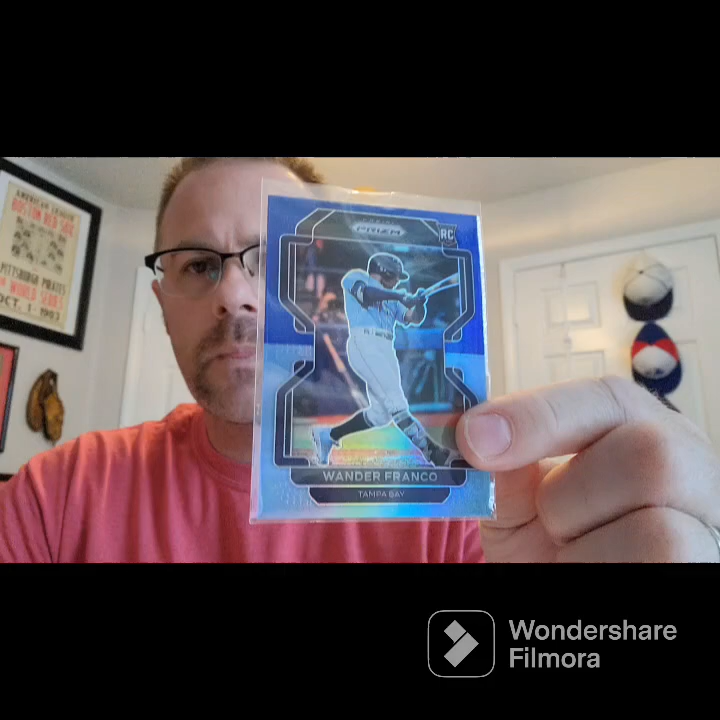 AMERICAN LEAGUE
BOSTON RED SOX
PITTSBURGH PIRATES
WORLD SERIES
OCT. 1-1903
PRIZM
RC
WANDER FRANCO
TAMPA BAY
Wondershare
Filmora